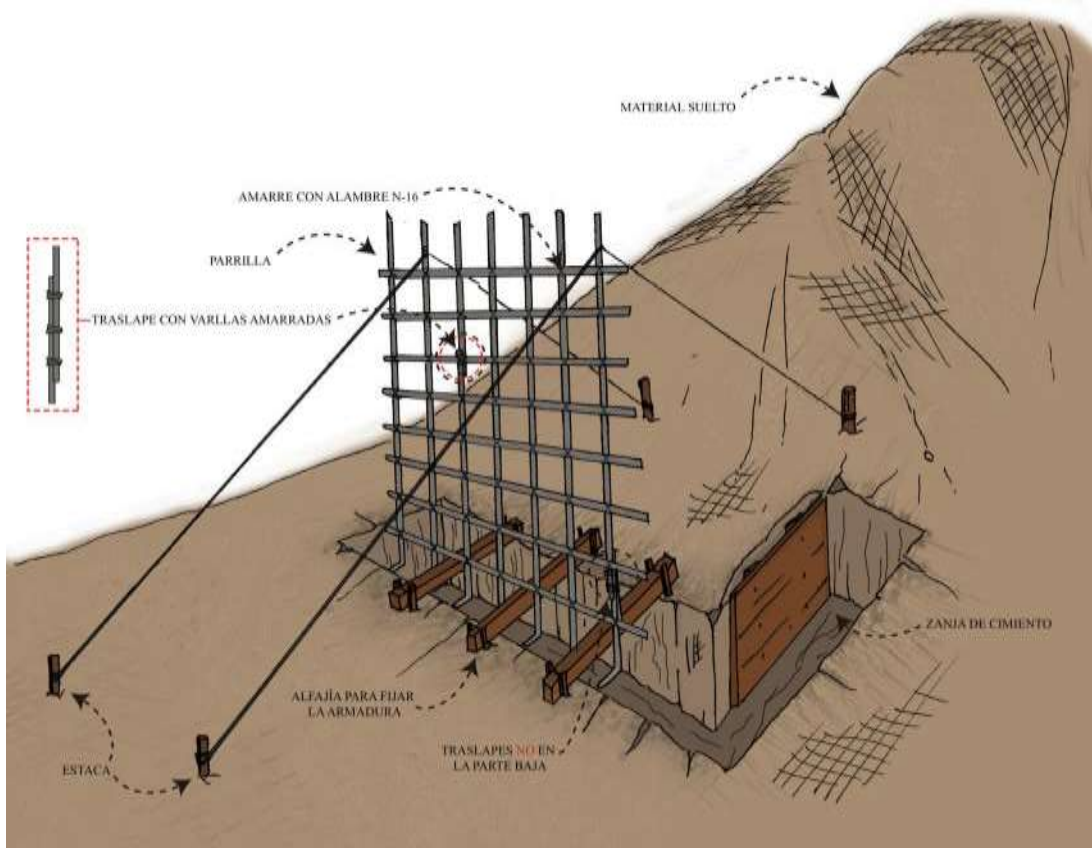 MATERIAL SUELTO
AMARRE CON ALAMBRE N-16
PARRILLA
TRASLAPE CON VARLLAS AMARRADAS
ZANJA DE CIMIENTO
ALFAJÍA PARA FIJAR
LA ARMADURA
TRASLAPES NO EN
LA PARTE BAJA
ESTACA